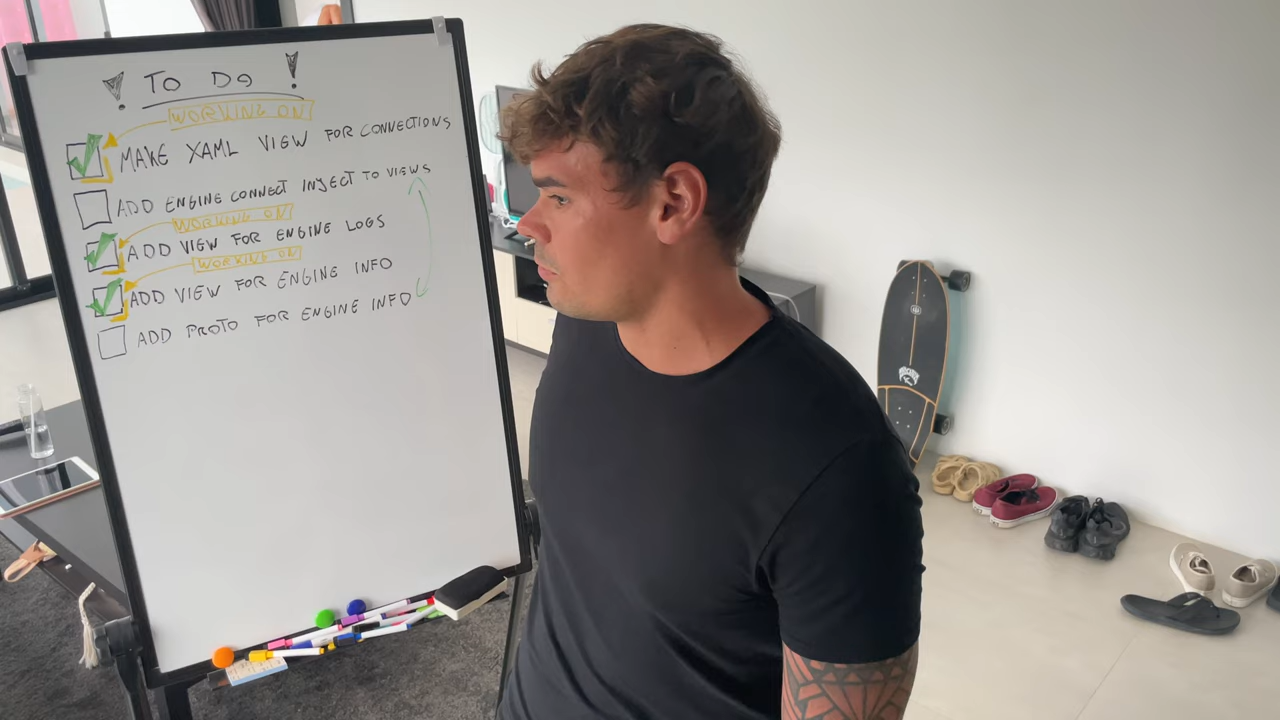 ! TO DO !
WORKING ON
MAKE XAML VIEW FOR CONNECTIONS
ADD ENGINE CONNECT INJECT TO VIEWS
WORKING ON
ADD VIEW FOR ENGINE LOGS
WORKING ON
ADD VIEW FOR ENGINE INFO
ADD PROTO FOR ENGINE INFO